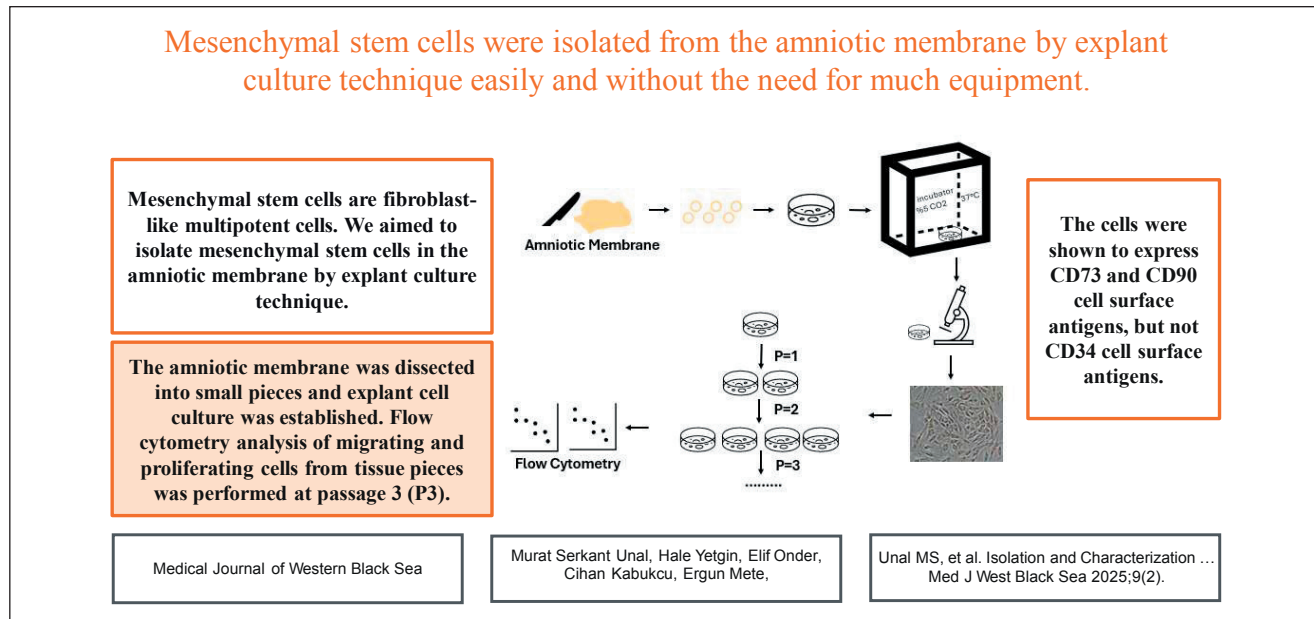 Mesenchymal stem cells were isolated from the amniotic membrane by explant
culture technique easily and without the need for much equipment.
Mesenchymal stem cells are fibroblast-
like multipotent cells. We aimed to
isolate mesenchymal stem cells in the
amniotic membrane by explant culture
technique.
The amniotic membrane was dissected
into small pieces and explant cell
culture was established. Flow
cytometry analysis of migrating and
proliferating cells from tissue pieces
was performed at passage 3 (P3).
Amniotic Membrane
incubator
%5 CO2
37°C
P=1
P=2
P=3
.........
Flow Cytometry
The cells were
shown to express
CD73 and CD90
cell surface
antigens, but not
CD34 cell surface
antigens.
Medical Journal of Western Black Sea
Murat Serkant Unal, Hale Yetgin, Elif Onder,
Cihan Kabukcu, Ergun Mete,
Unal MS, et al. Isolation and Characterization …
Med J West Black Sea 2025;9(2).